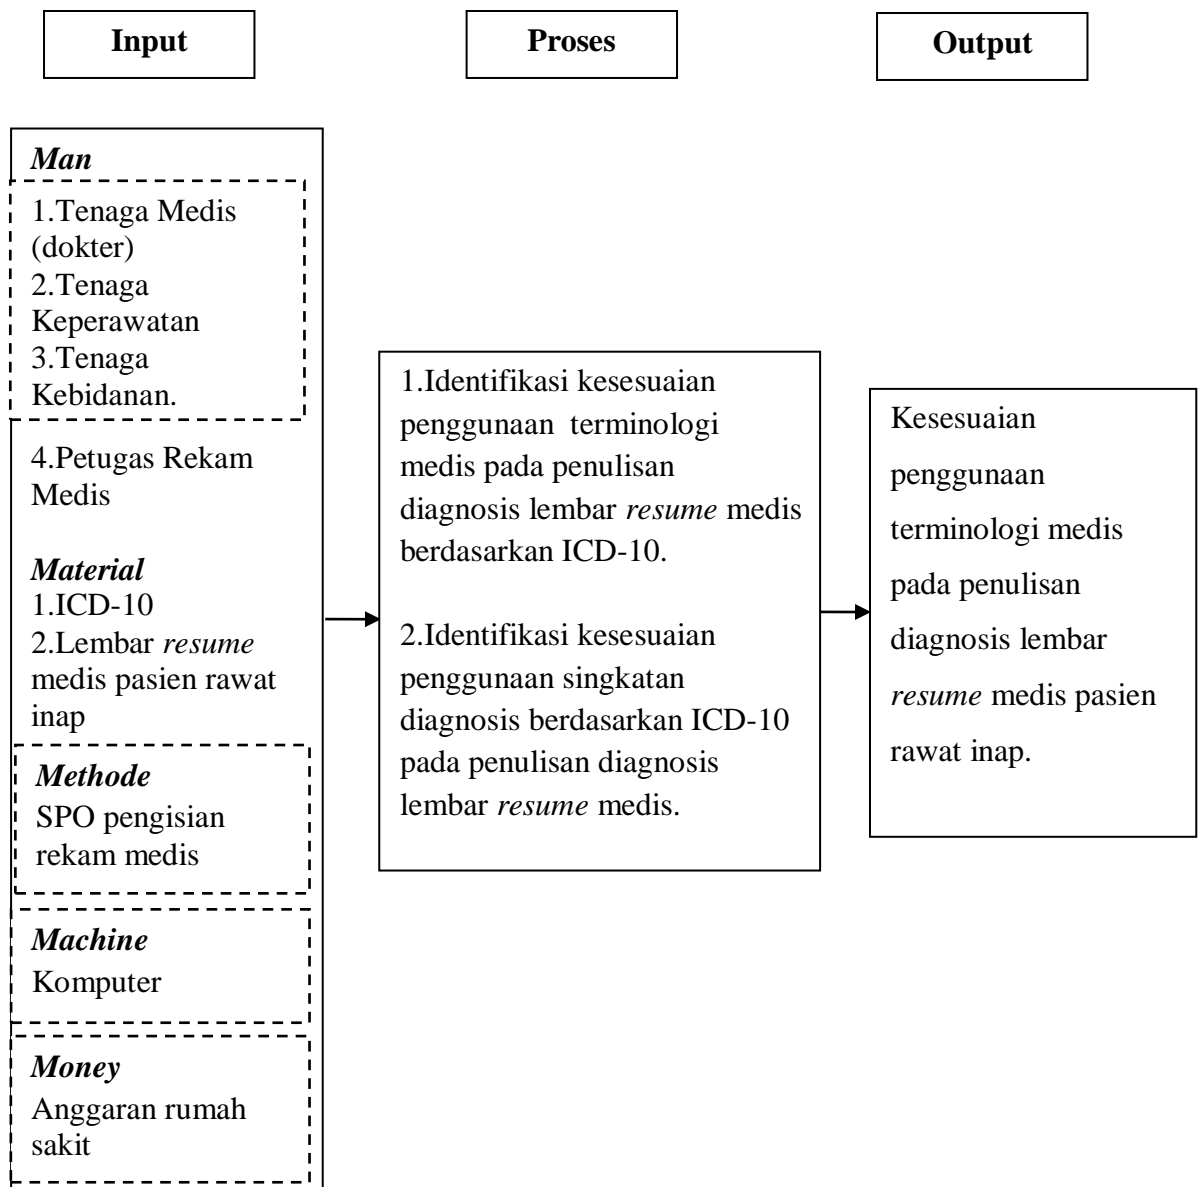 Input
Proses
Output
Man
1.Tenaga Medis
(dokter)
2.Tenaga
Keperawatan
3.Tenaga
Kebidanan.
4.Petugas Rekam
Medis
Material
1.ICD-10
2.Lembar resume
medis pasien rawat
inap
Methode
SPO pengisian
rekam medis
Machine
Komputer
Money
Anggaran rumah
sakit
1.Identifikasi kesesuaian
penggunaan terminologi
medis pada penulisan
diagnosis lembar resume medis
berdasarkan ICD-10.
2.Identifikasi kesesuaian
penggunaan singkatan
diagnosis berdasarkan ICD-10
pada penulisan diagnosis
lembar resume medis.
Kesesuaian
penggunaan
terminologi medis
pada penulisan
diagnosis lembar
resume medis pasien
rawat inap.